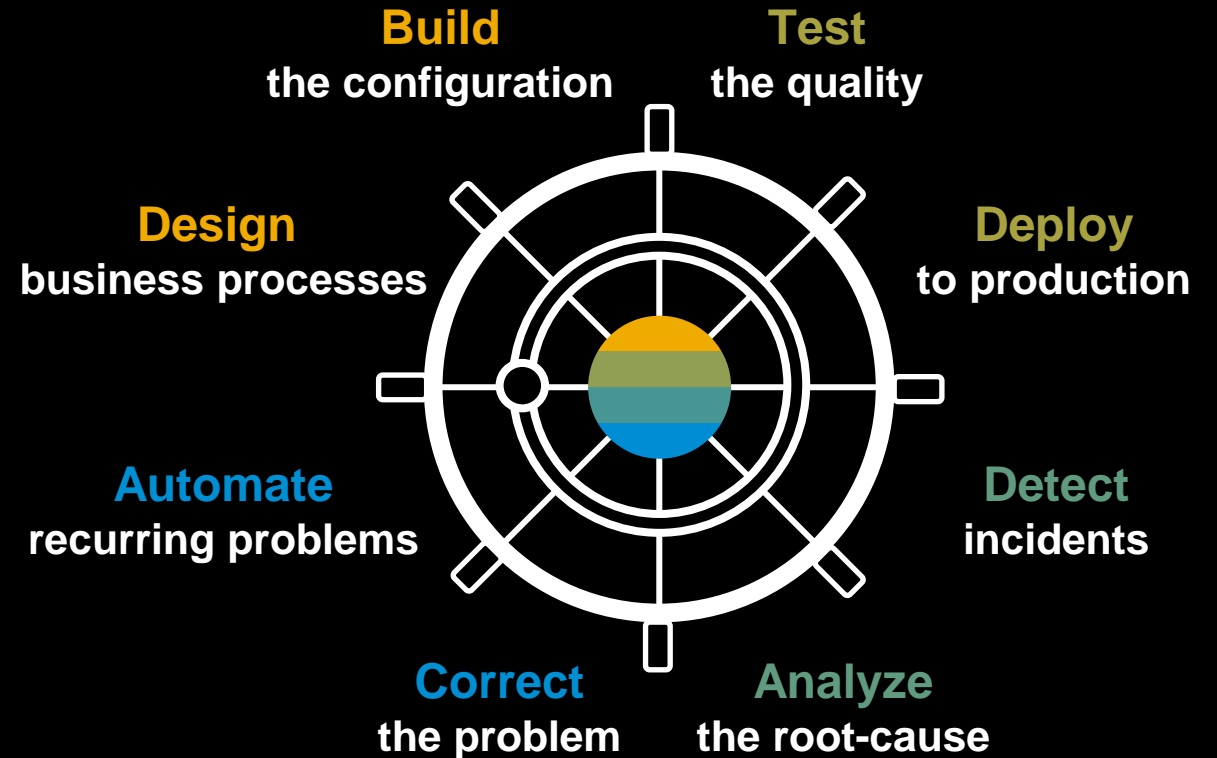 Build
the configuration
Test
the quality
Design
business processes
Deploy
to production
Automate
recurring problems
Detect
incidents
Correct
the problem
Analyze
the root-cause